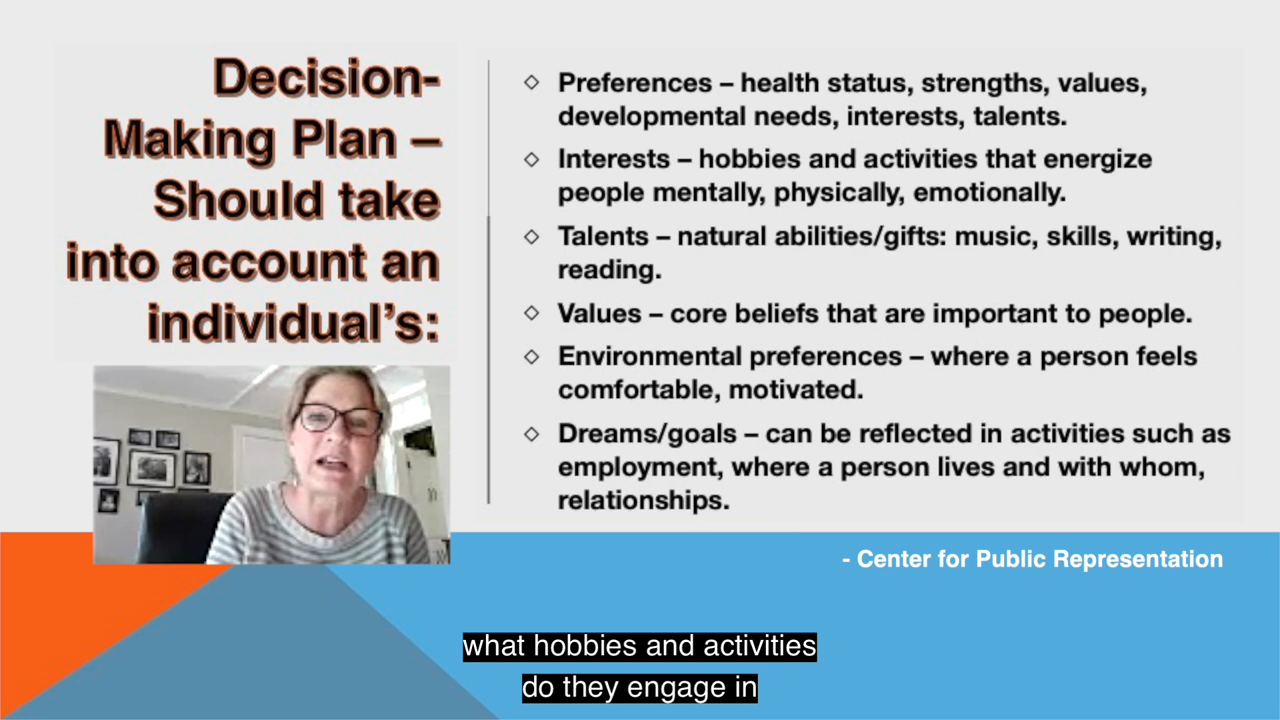 Decision-
Making Plan –
Should take
into account an
individual’s:
◇ Preferences – health status, strengths, values,
developmental needs, interests, talents.
◇ Interests – hobbies and activities that energize
people mentally, physically, emotionally.
◇ Talents – natural abilities/gifts: music, skills, writing,
reading.
◇ Values – core beliefs that are important to people.
◇ Environmental preferences – where a person feels
comfortable, motivated.
◇ Dreams/goals – can be reflected in activities such as
employment, where a person lives and with whom,
relationships.
- Center for Public Representation
what hobbies and activities
do they engage in